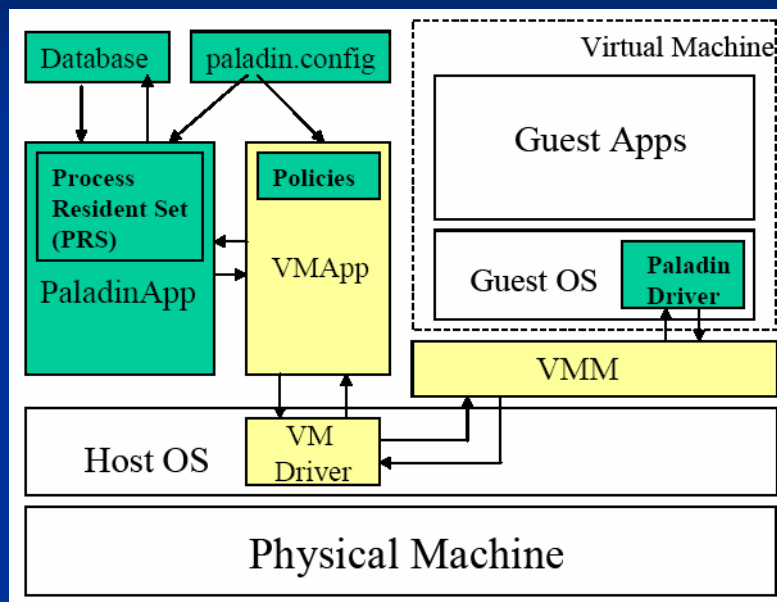 Database
paladin.config
Virtual Machine
Guest Apps
Process
Resident Set
(PRS)
PaladinApp
Policies
VMApp
Guest OS
Paladin
Driver
VMM
Host OS
VM
Driver
Physical Machine